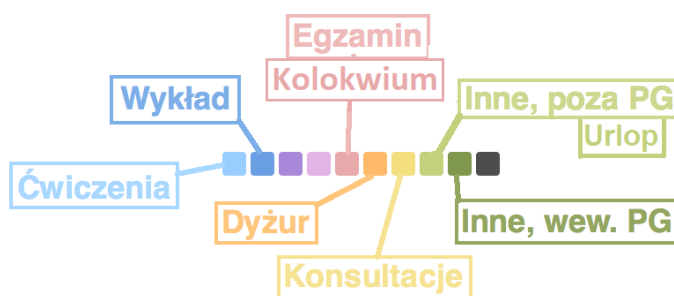 Egzamin
Kolokwium
Wykład
Inne, poza PG
Urlop
Ćwiczenia
Dyżur
Inne, wew. PG
Konsultacje